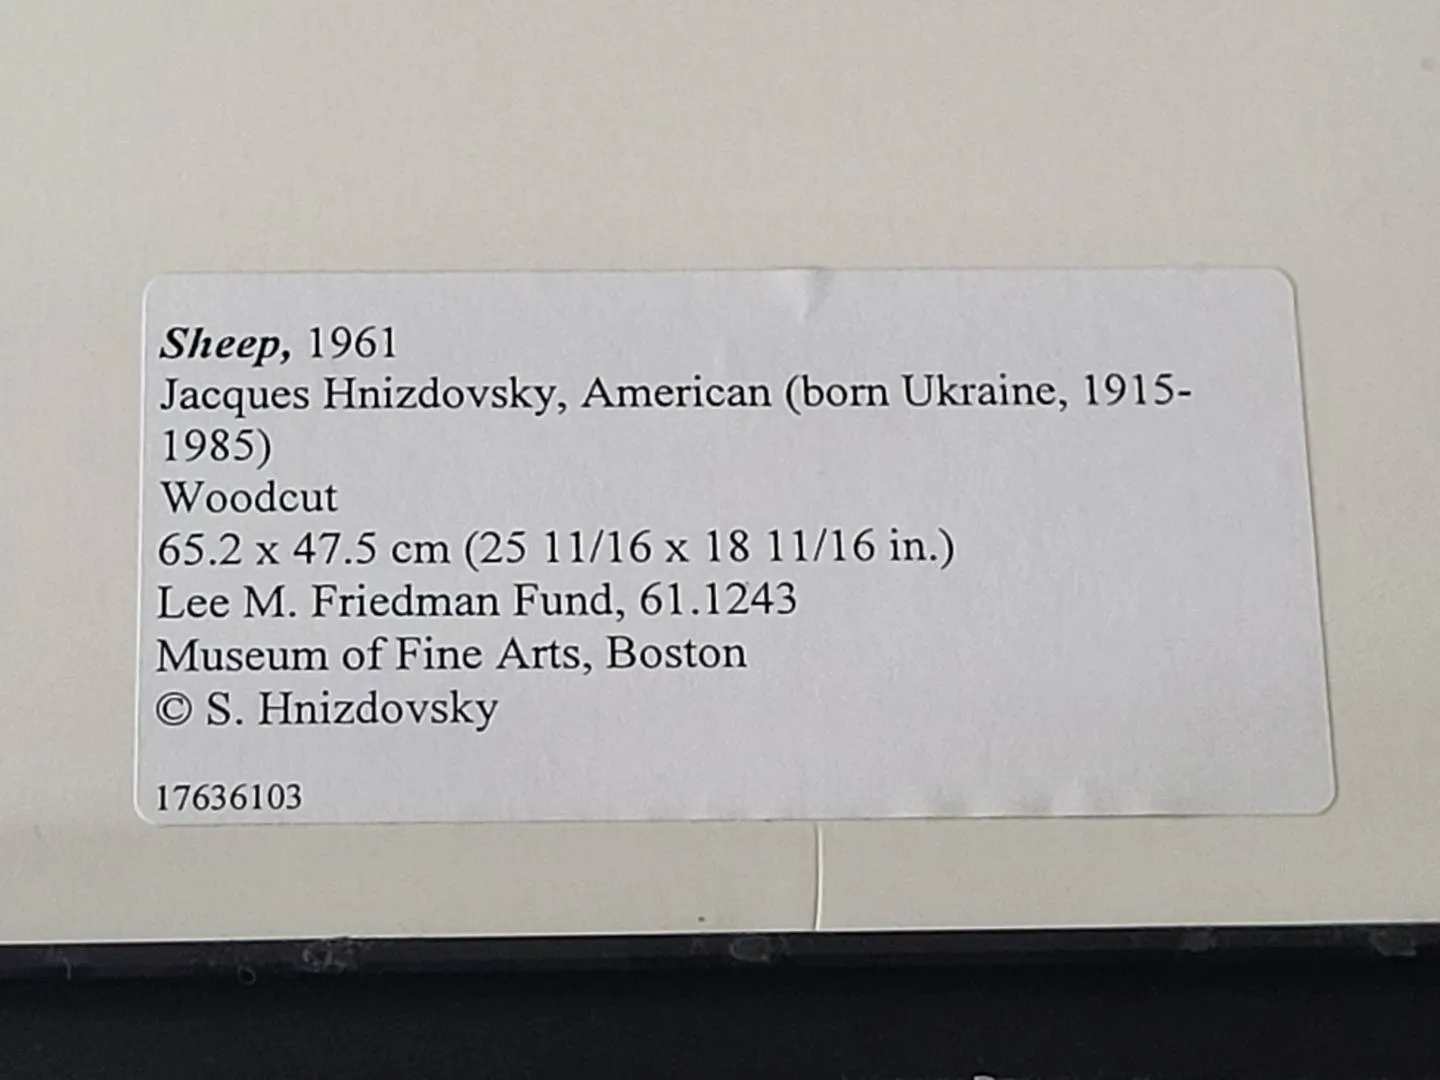 Sheep, 1961
Jacques Hnizdovsky, American (born Ukraine, 1915-
1985)
Woodcut
65.2 x 47.5 cm (25 11/16 x 18 11/16 in.)
Lee M. Friedman Fund, 61.1243
Museum of Fine Arts, Boston
© S. Hnizdovsky
17636103